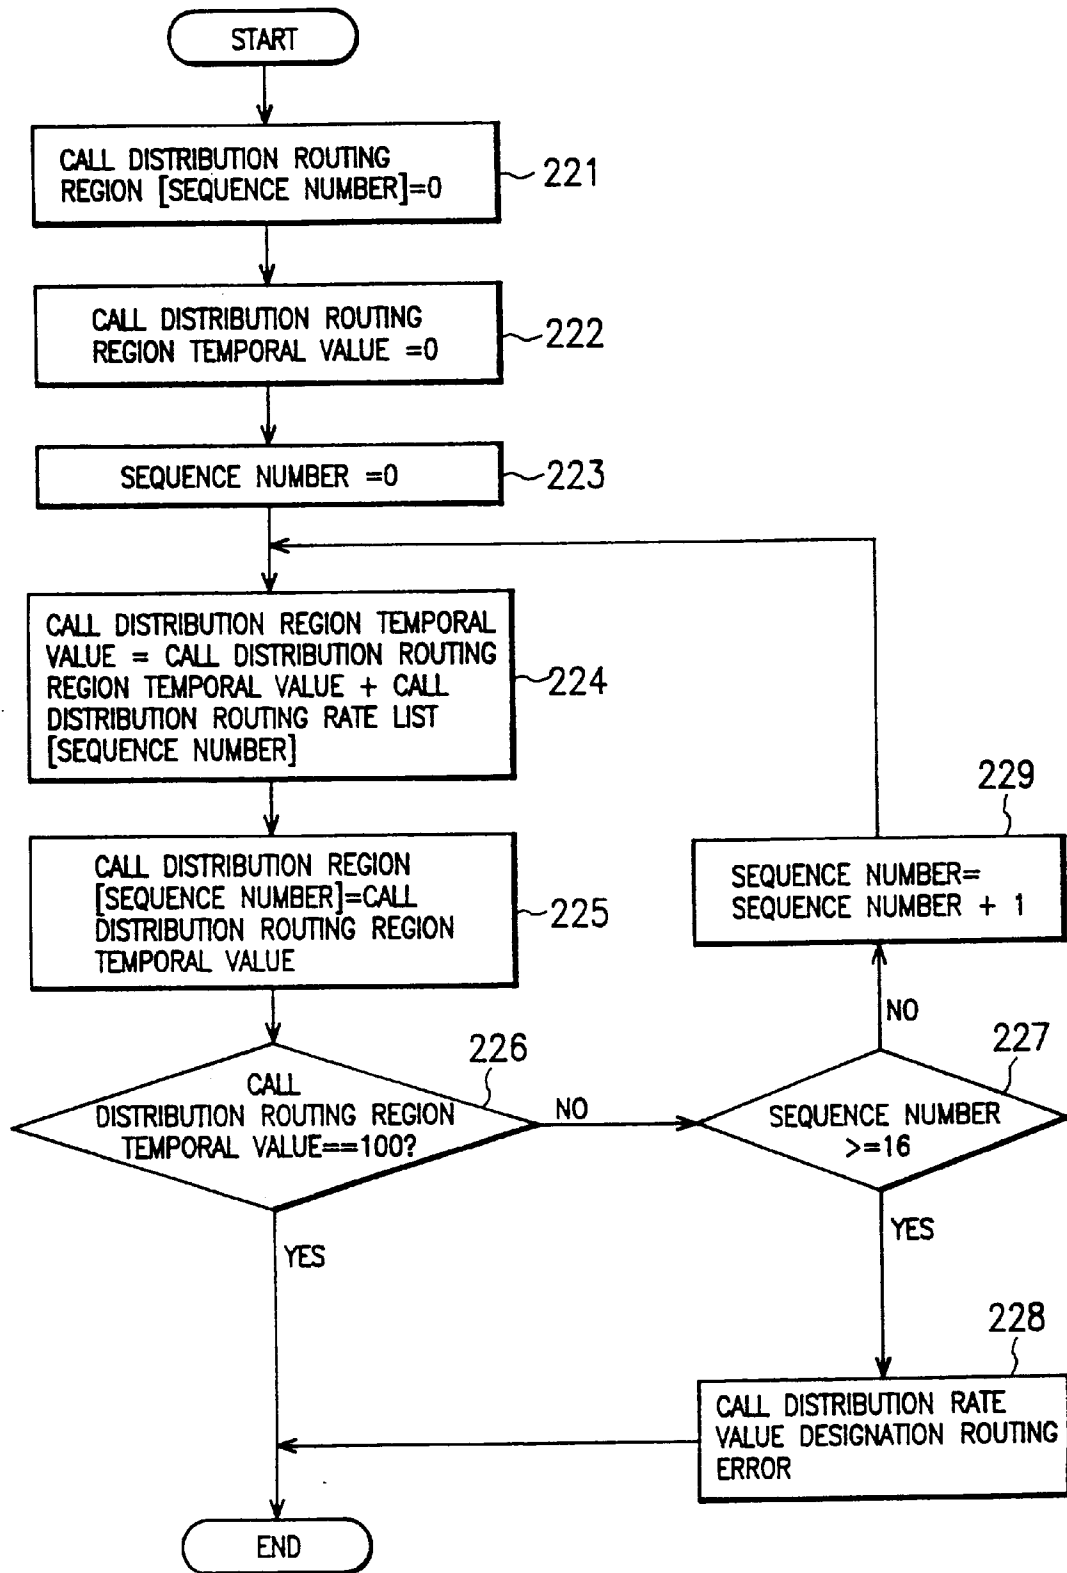 START
CALL DISTRIBUTION ROUTING
REGION [SEQUENCE NUMBER]=0
221
CALL DISTRIBUTION ROUTING
REGION TEMPORAL VALUE =0
222
SEQUENCE NUMBER =0
223
CALL DISTRIBUTION REGION TEMPORAL
VALUE = CALL DISTRIBUTION ROUTING
REGION TEMPORAL VALUE + CALL
DISTRIBUTION ROUTING RATE LIST
[SEQUENCE NUMBER]
224
CALL DISTRIBUTION REGION
[SEQUENCE NUMBER]=CALL
DISTRIBUTION ROUTING REGION
TEMPORAL VALUE
225
229
SEQUENCE NUMBER=
SEQUENCE NUMBER + 1
NO
226
CALL
DISTRIBUTION ROUTING REGION
TEMPORAL VALUE==100?
NO
227
SEQUENCE NUMBER
>=16
YES
YES
228
CALL DISTRIBUTION RATE
VALUE DESIGNATION ROUTING
ERROR
END